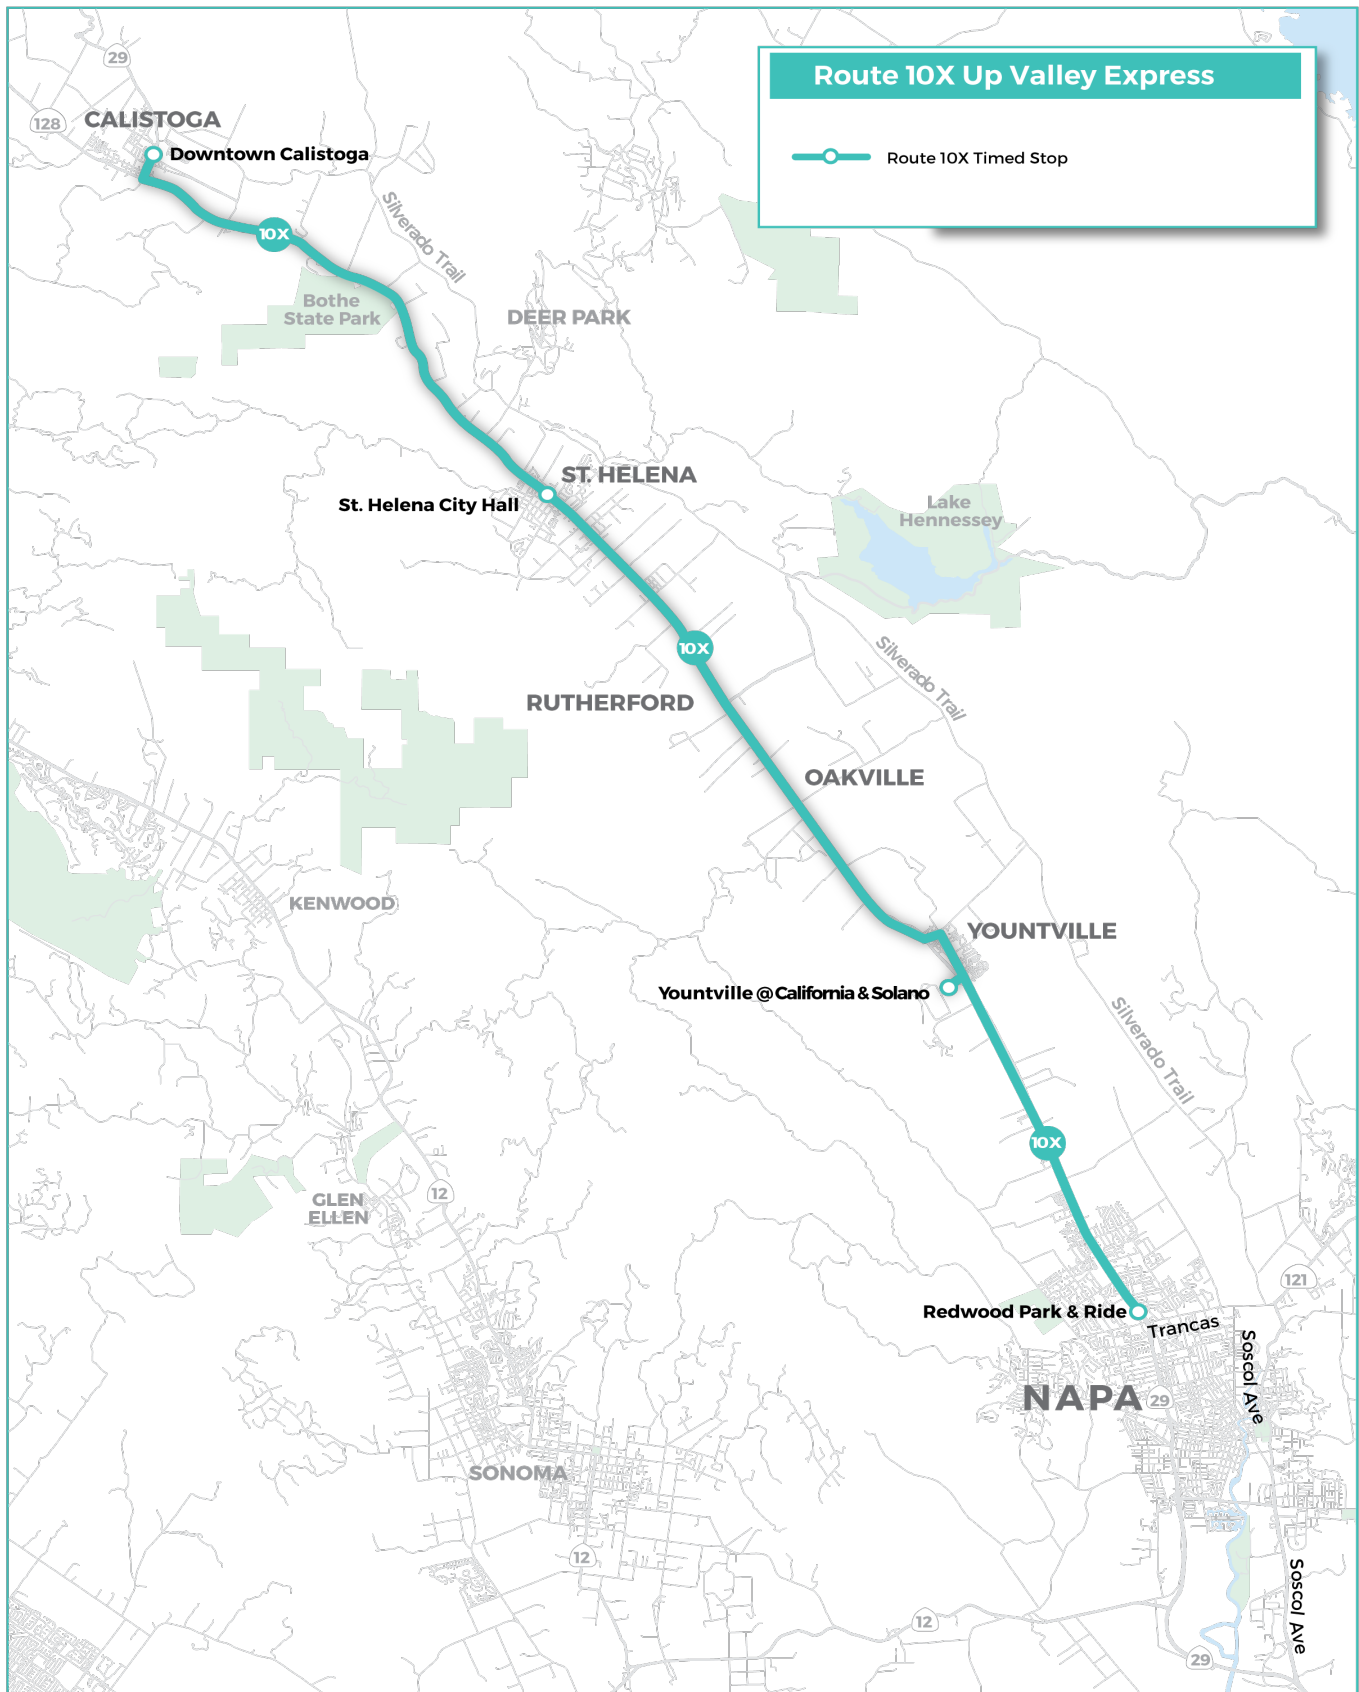 Route 10X Up Valley Express
Route 10X Timed Stop
29
128
CALISTOGA
Downtown Calistoga
10X
Silverado Trail
Bothe
State Park
DEER PARK
ST. HELENA
St. Helena City Hall
Lake
Hennessey
10X
Silverado Trail
RUTHERFORD
OAKVILLE
KENWOOD
YOUNTVILLE
Yountville @ California & Solano
Silverado Trail
10X
12
GLEN
ELLEN
121
Redwood Park & Ride
Trancas
Soscol Ave
NAPA
29
SONOMA
12
Soscol Ave
12
29